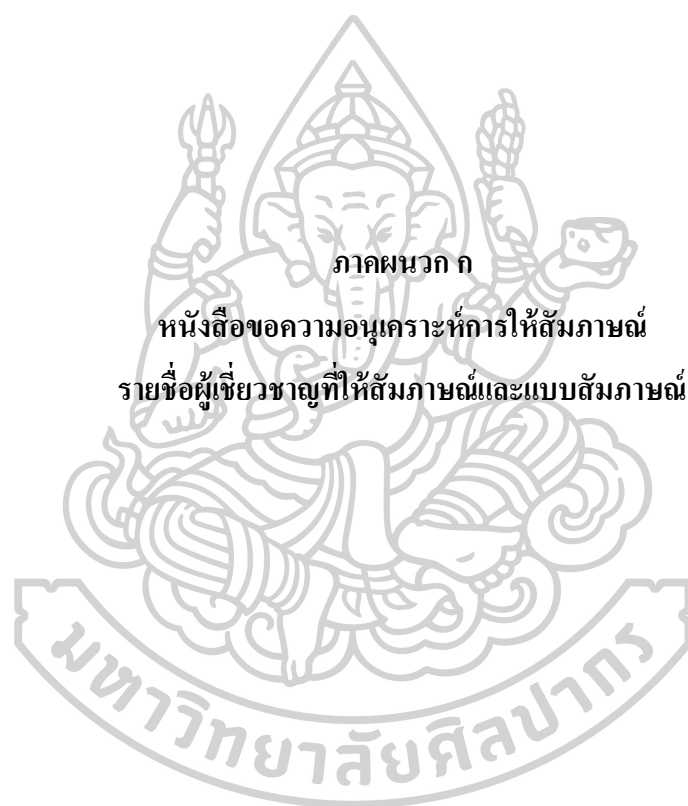 ภาคผนวก ก
หนังสือขอความอนุเคราะห์การให้สัมภาษณ์
รายชื่อผู้เชี่ยวชาญที่ให้สัมภาษณ์และแบบสัมภาษณ์
มหาวิทยาลัยศิลปากร